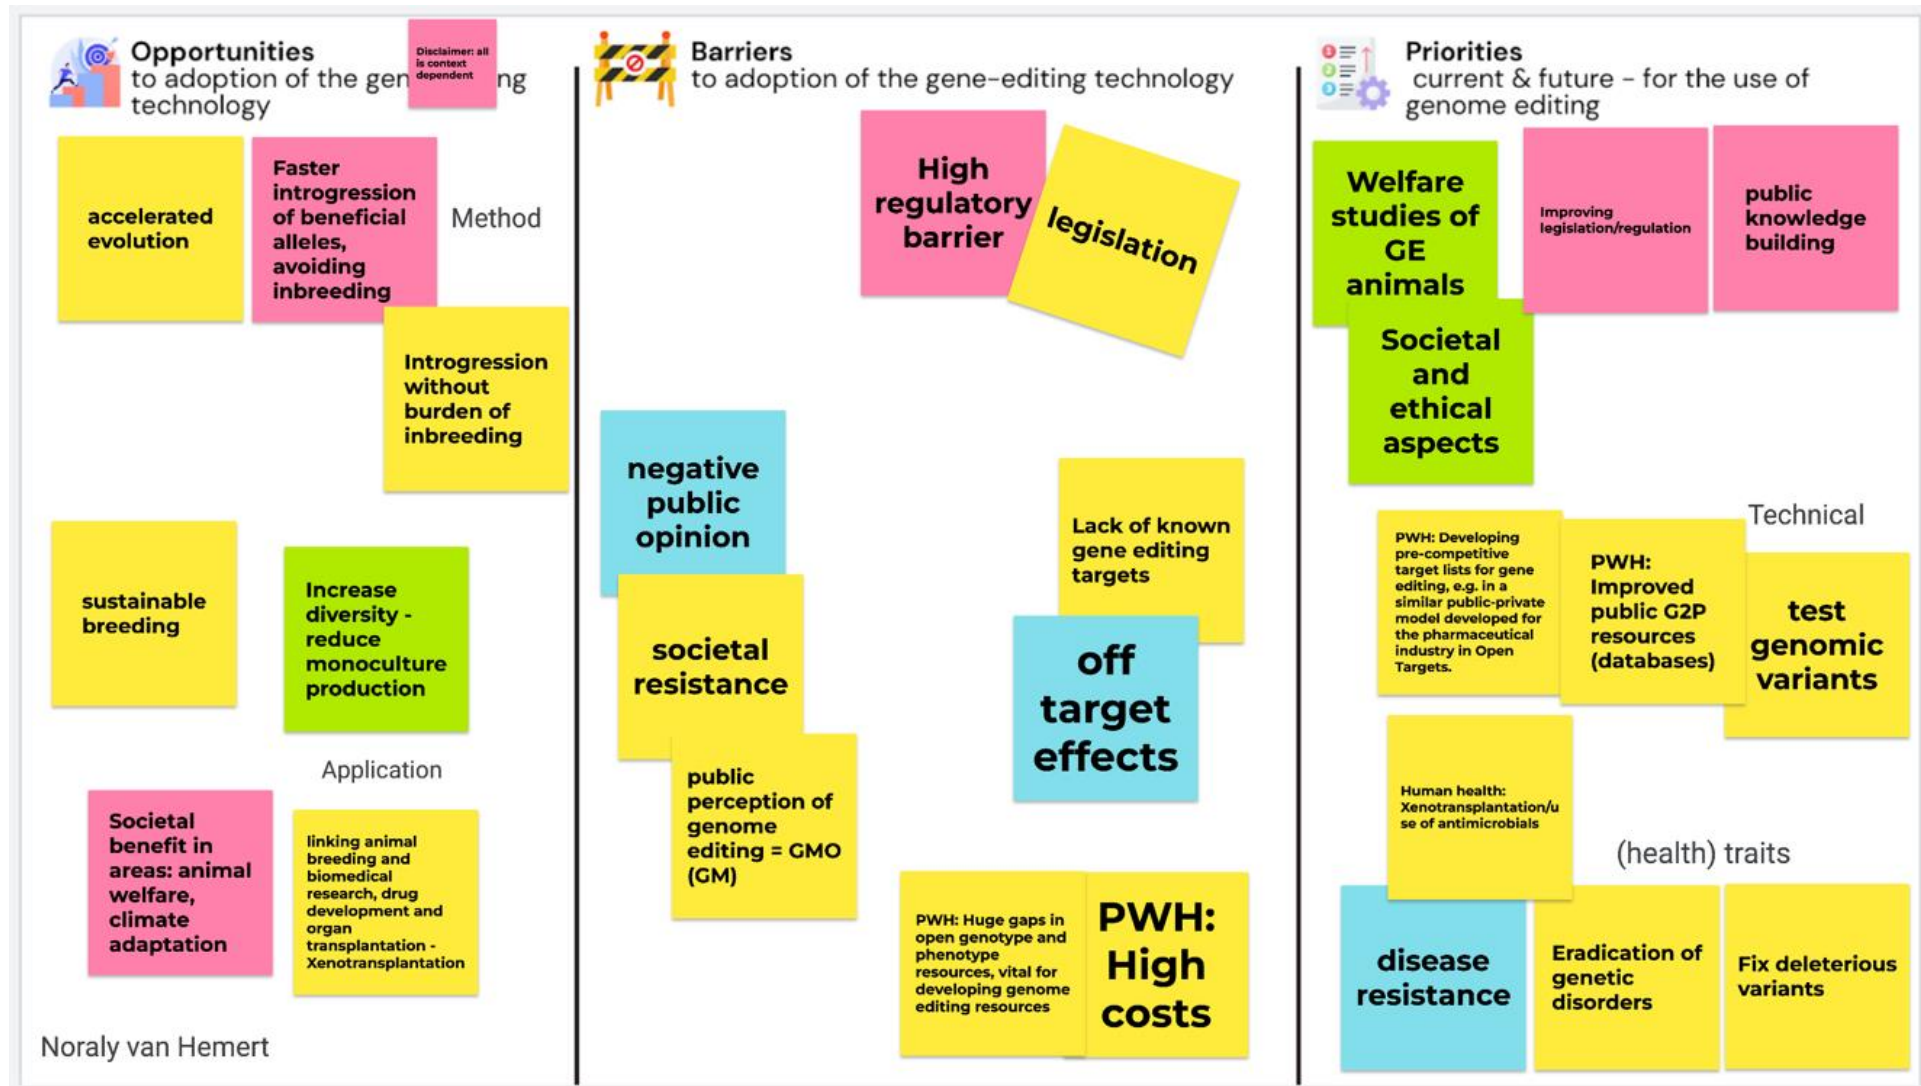 Opportunities
to adoption of the gen
ng
technology
Disclaimer: all
is context
dependent
accelerated
evolution
Faster
introgression
of beneficial
alleles,
avoiding
inbreeding
Method
Introgression
without
burden of
inbreeding
sustainable
breeding
Increase
diversity -
reduce
monoculture
production
Application
Societal
benefit in
areas: animal
welfare,
climate
adaptation
linking animal
breeding and
biomedical
research, drug
development and
organ
transplantation -
Xenotransplantation
Noraly van Hemert
Barriers
to adoption of the gene-editing technology
High
regulatory
barrier
legislation
negative
public
opinion
societal
resistance
public
perception of
genome
editing = GMO
(GM)
Lack of known
gene editing
targets
off
target
effects
PWH: Huge gaps in
open genotype and
phenotype
resources, vital for
developing genome
editing resources
PWH:
High
costs
1
2
3
Priorities
current & future - for the use of
genome editing
Welfare
studies of
GE
animals
Improving
legislation/regulation
public
knowledge
building
Societal
and
ethical
aspects
Technical
PWH: Developing
pre-competitive
target lists for gene
editing, e.g. in a
similar public-private
model developed for
the pharmaceutical
industry in Open
Targets.
PWH:
Improved
public G2P
resources
(databases)
test
genomic
variants
Human health:
Xenotransplantation/u
se of antimicrobials
(health) traits
disease
resistance
Eradication of
genetic
disorders
Fix deleterious
variants